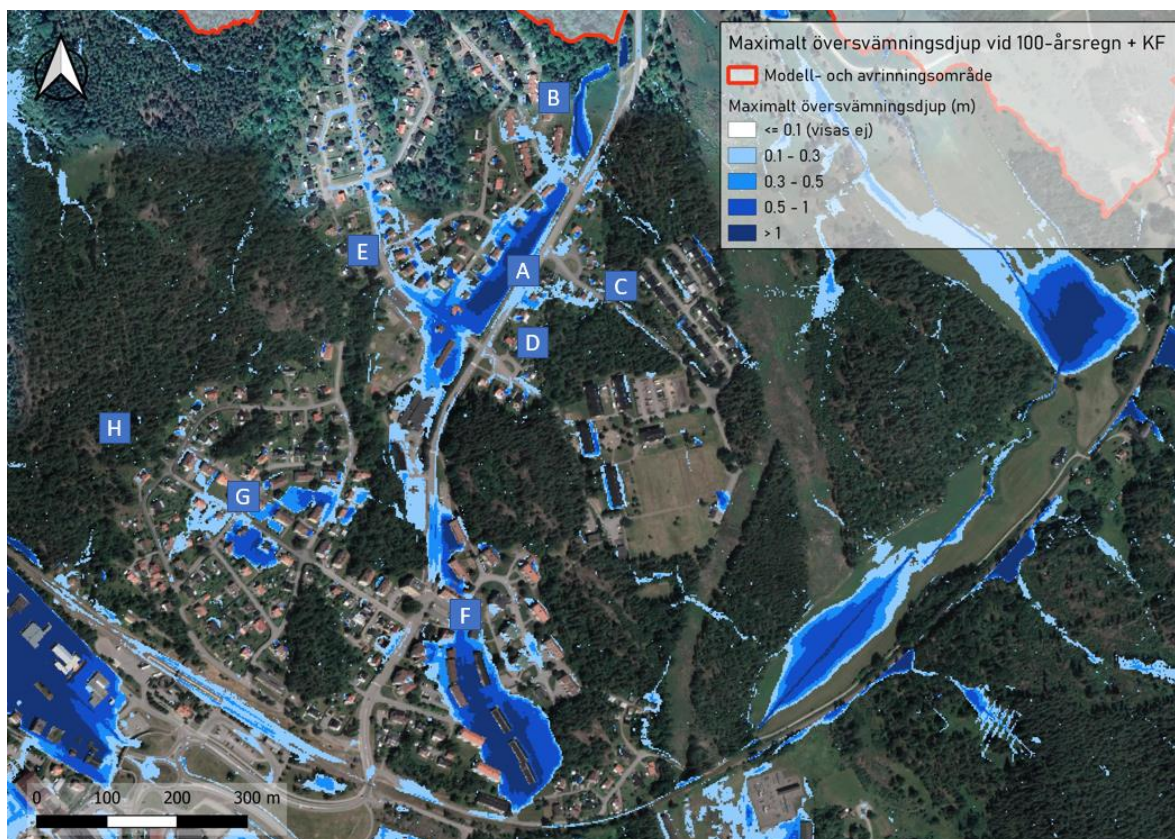 Maximalt översvämningsdjup vid 100-årsregn + KF
Modell- och avrinningsområde
Maximalt översvämningsdjup (m)
<= 0.1 (visas ej)
0.1 - 0.3
0.3 - 0.5
0.5 - 1
> 1
B
E
A
C
D
H
G
F
0 100 200 300 m